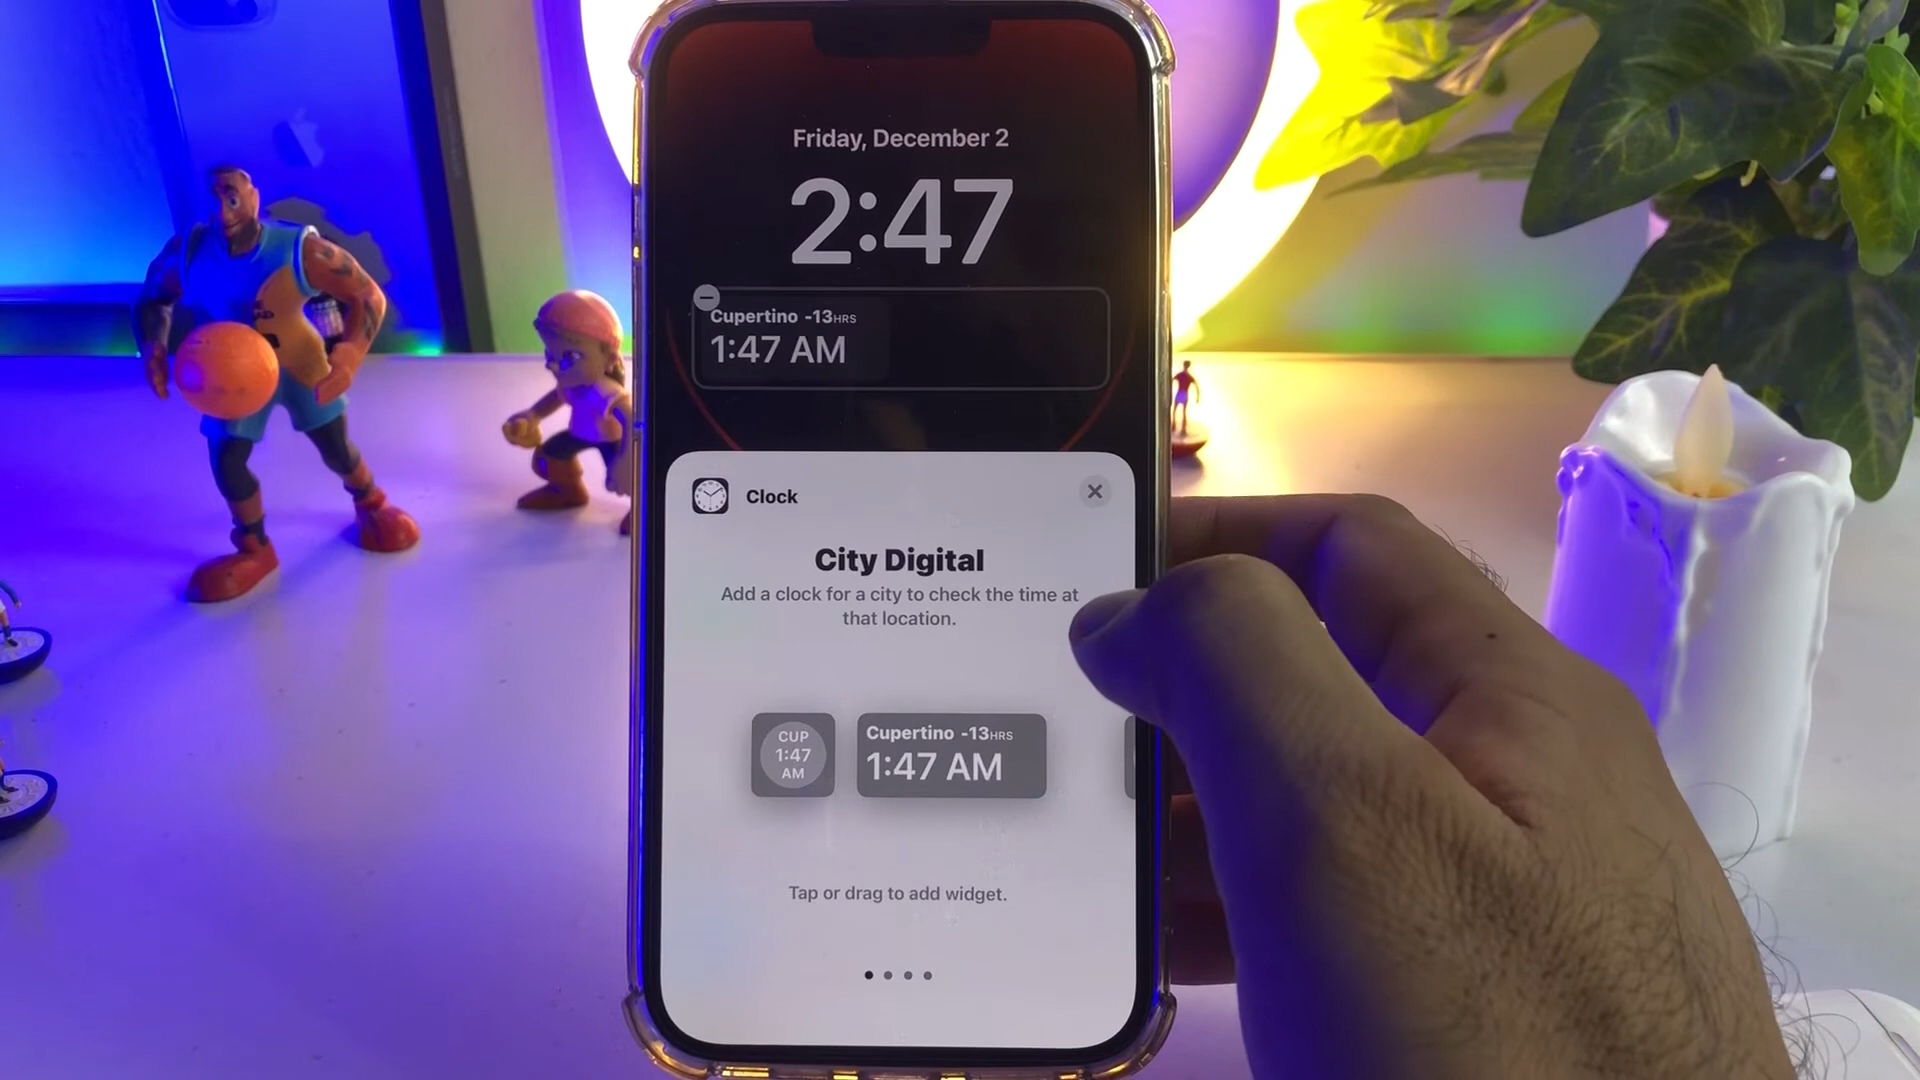 Friday, December 2
2:47
Cupertino -13HRS
1:47 AM
Clock
City Digital
Add a clock for a city to check the time at
that location.
CUP
1:47
AM
Cupertino -13HRS
1:47 AM
Tap or drag to add widget.